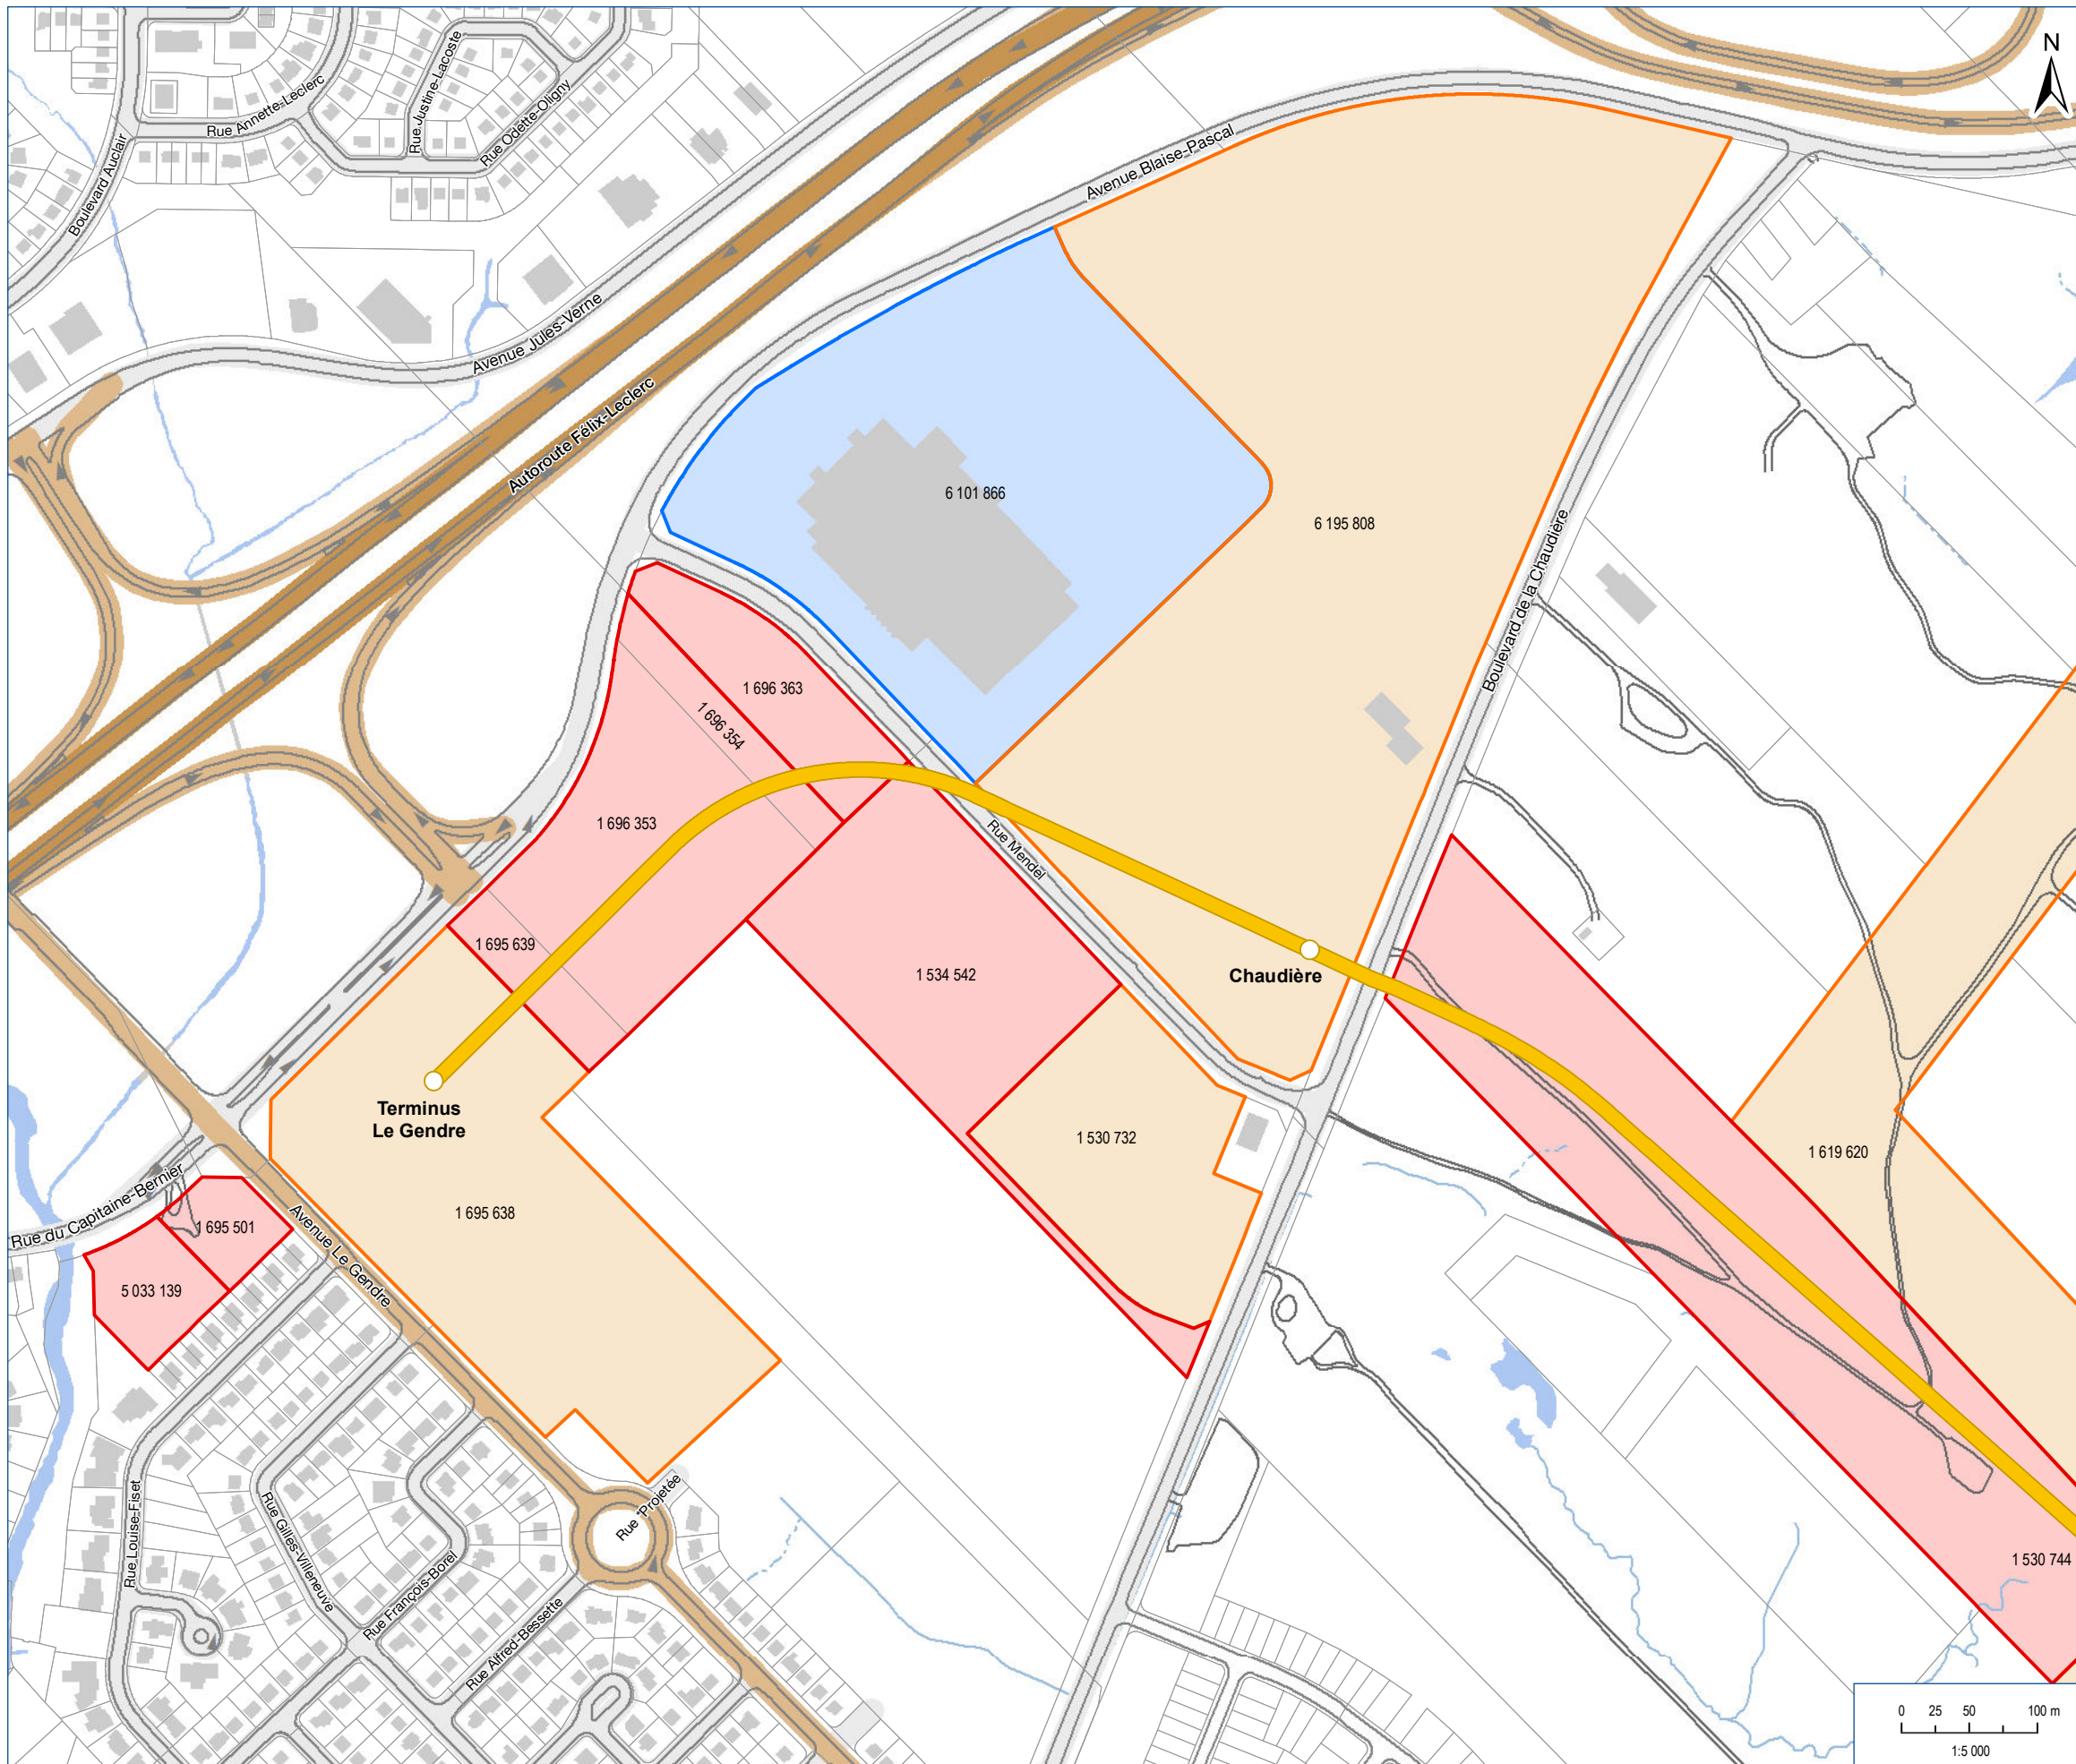 N
Rue Annette-Leclerc
Rue Justine-Lacoste
Rue Odette-Oligny
Boulevard Auclair
Avenue Blaise-Pascal
Avenue Jules-Verne
Autoroute Félix-Leclerc
6 101 866
6 195 808
Boulevard de la Chaudière
1 696 363
1 696 354
1 696 353
Rue Mendel
1 695 639
1 534 542
Chaudière
Terminus
Le Gendre
1 530 732
1 619 620
Rue du Capitaine-Bernier
1 695 501
1 695 638
Avenue Le Gendre
5 033 139
Rue Louise-Fiset
Rue Gilles-Villeneuve
Rue François-Borel
Rue Alfred-Bessette
Rue *Projetée
1 530 744
0 25 50 100 m
1:5 000